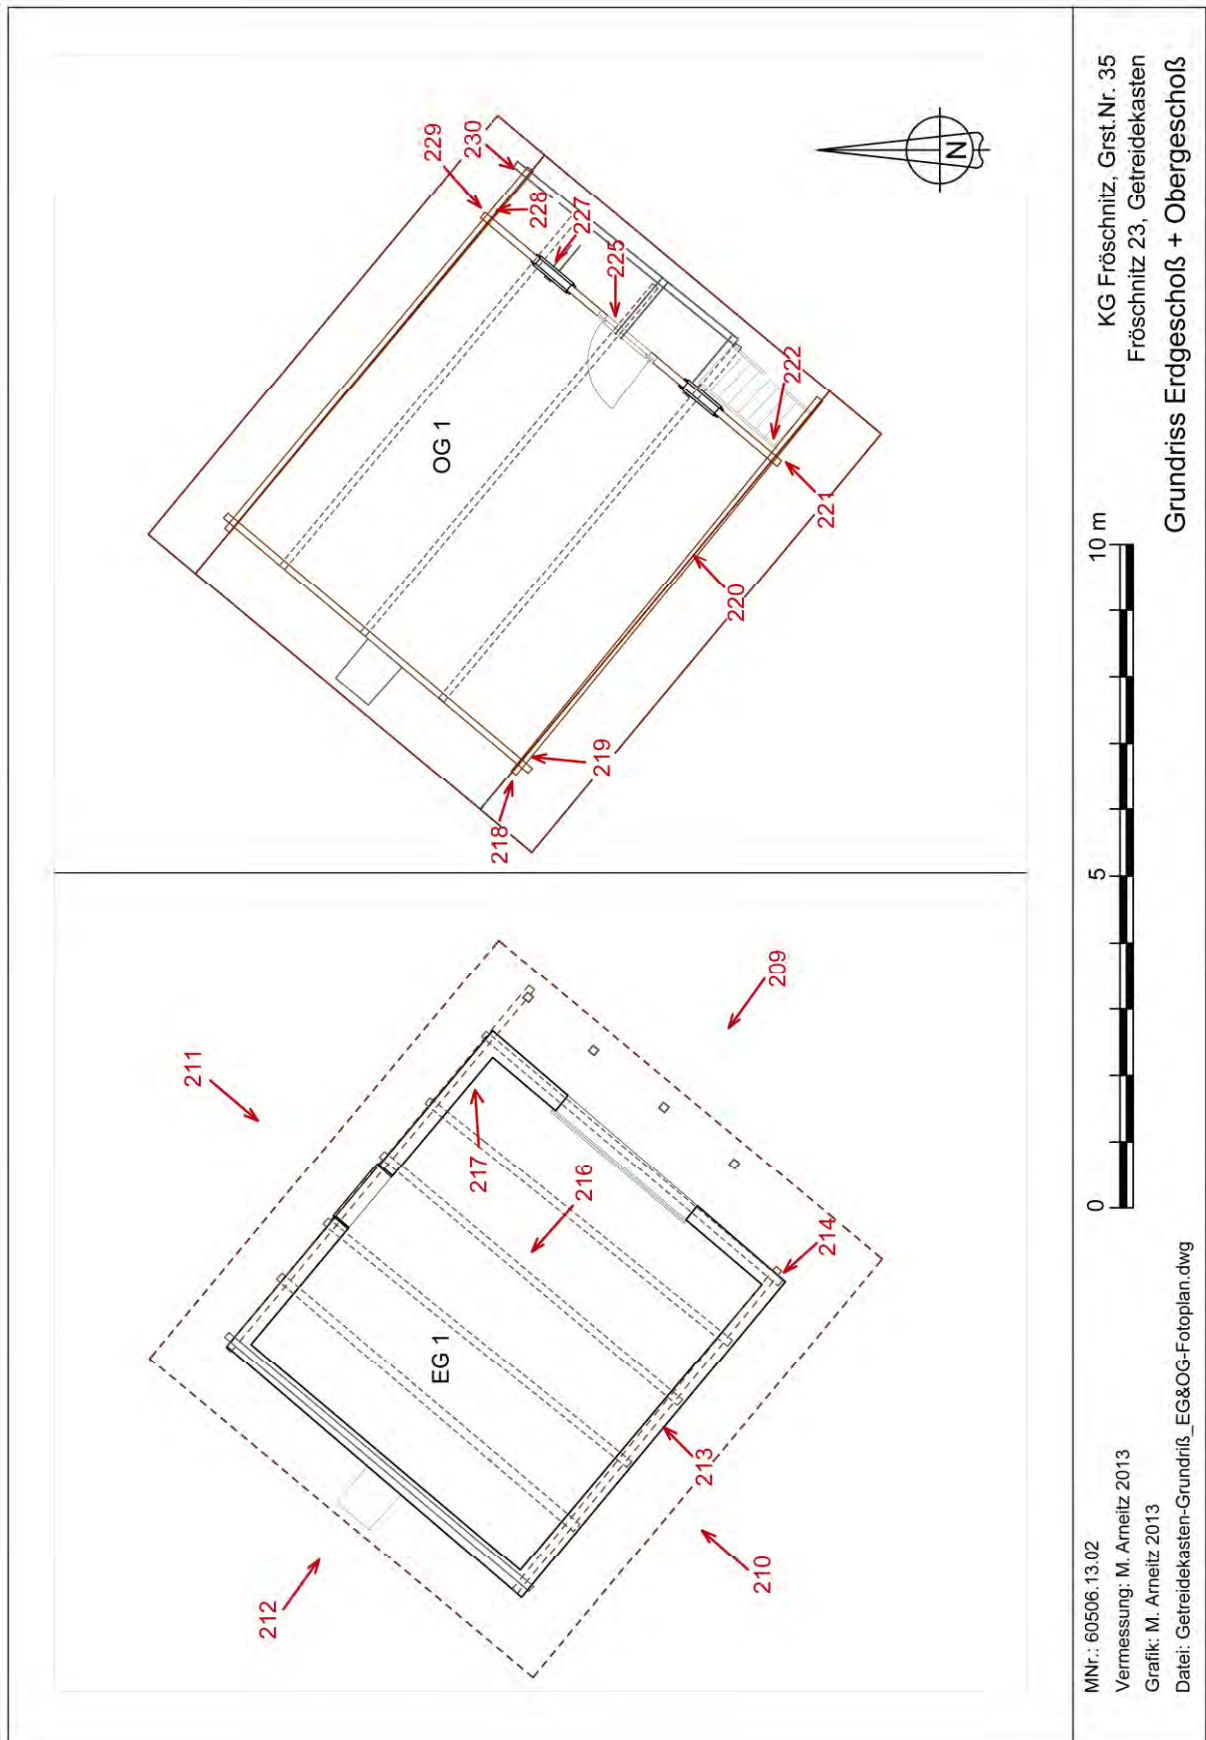 212
211
EG 1
217
216
209
213
210
214
229
230
228
227
OG 1
225
222
221
220
219
218
N
MNr.: 60506.13.02
Vermessung: M. Arneitz 2013
Grafik: M. Arneitz 2013
Datei: Getreidekasten-Grundriß_EG&OG-Fotoplan.dwg
0 5 10 m
KG Fröschnitz, Grst.Nr. 35
Fröschnitz 23, Getreidekasten
Grundriss Erdgeschoß + Obergeschoß